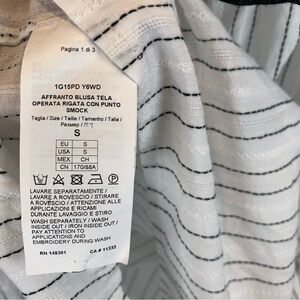 Pagina 1 di 3
1G15PD Y6WD
AFFRANTO BLUSA TELA
OPERATA RIGATA CON PUNTO
SMOCK
Taglia / Size / Taille / Tamanho / Talla /
Размер /
S
EU S
USA S
MEX CH
CN 170/88A
LAVARE SEPARATAMENTE /
LAVARE A ROVESCIO / STIRARE A
ROVESCIO / ATTENZIONE ALLE
APPLICAZIONI E RICAMI
DURANTE LAVAGGIO E STIRO
WASH SEPARATELY / WASH
INSIDE OUT / IRON INSIDE OUT /
PAY ATTENTION TO
APPLICATIONS AND
EMBROIDERY DURING WASH
RN 148361
CA # 11333